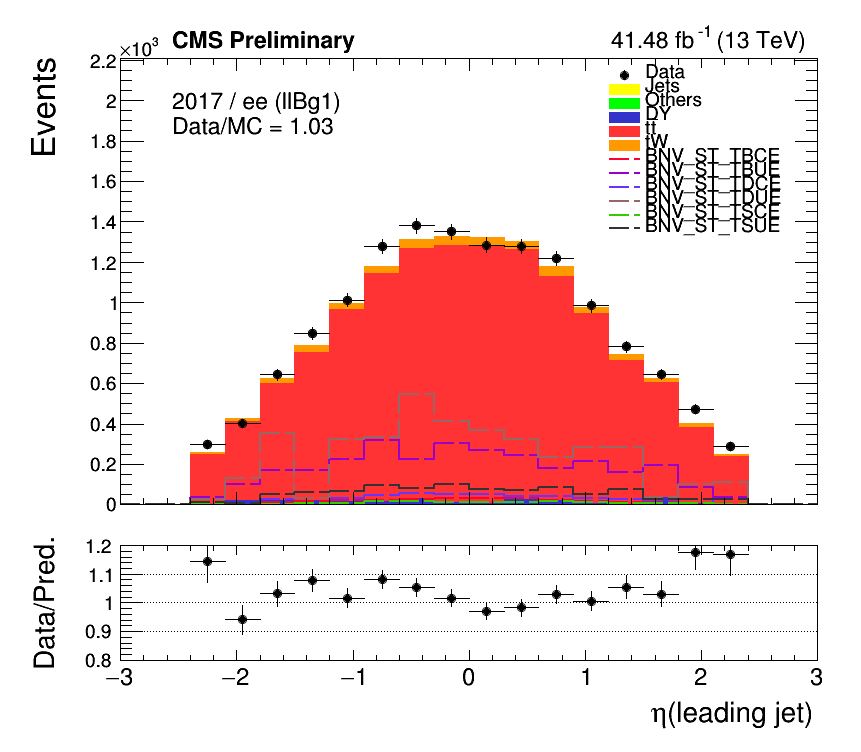 CMS Preliminary
41.48 fb⁻¹ (13 TeV)
×10³
Events
2017 / ee (llBg1)
Data/MC = 1.03
Data
Jets
Others
DY
tt
tW
BNV_ST_TBCE
BNV_ST_TBUE
BNV_ST_TDCE
BNV_ST_TDUE
BNV_ST_TSCE
BNV_ST_TSUE
2.2
2
1.8
1.6
1.4
1.2
1
0.8
0.6
0.4
0.2
0
Data/Pred.
1.2
1.1
1
0.9
0.8
−3 −2 −1 0 1 2 3
η(leading jet)